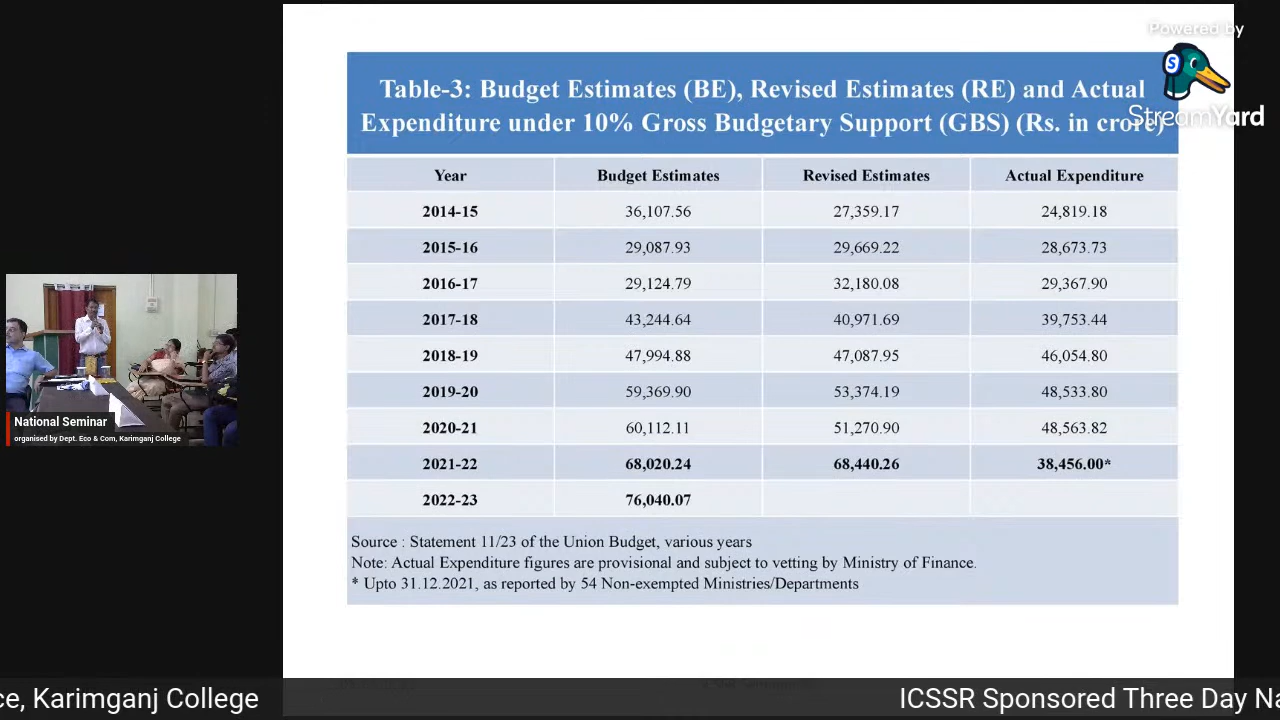 Powered by
StreamYard
Table-3: Budget Estimates (BE), Revised Estimates (RE) and Actual
Expenditure under 10% Gross Budgetary Support (GBS) (Rs. in crore)
Year Budget Estimates Revised Estimates Actual Expenditure
2014-15 36,107.56 27,359.17 24,819.18
2015-16 29,087.93 29,669.22 28,673.73
2016-17 29,124.79 32,180.08 29,367.90
2017-18 43,244.64 40,971.69 39,753.44
2018-19 47,994.88 47,087.95 46,054.80
2019-20 59,369.90 53,374.19 48,533.80
2020-21 60,112.11 51,270.90 48,563.82
2021-22 68,020.24 68,440.26 38,456.00*
2022-23 76,040.07
Source : Statement 11/23 of the Union Budget, various years
Note: Actual Expenditure figures are provisional and subject to vetting by Ministry of Finance.
* Upto 31.12.2021, as reported by 54 Non-exempted Ministries/Departments
National Seminar
organised by Dept. Eco & Com, Karimganj College
ce, Karimganj College ICSSR Sponsored Three Day Na